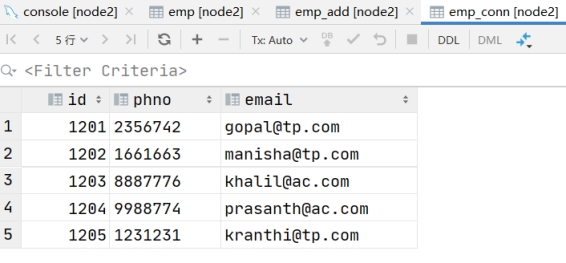 console [node2] emp [node2] emp_add [node2] emp_conn [node2]
5 行 Tx: Auto DB DDL DML
<Filter Criteria>
id phno email
1 1201 2356742 gopal@tp.com
2 1202 1661663 manisha@tp.com
3 1203 8887776 khalil@ac.com
4 1204 9988774 prasanth@ac.com
5 1205 1231231 kranthi@tp.com